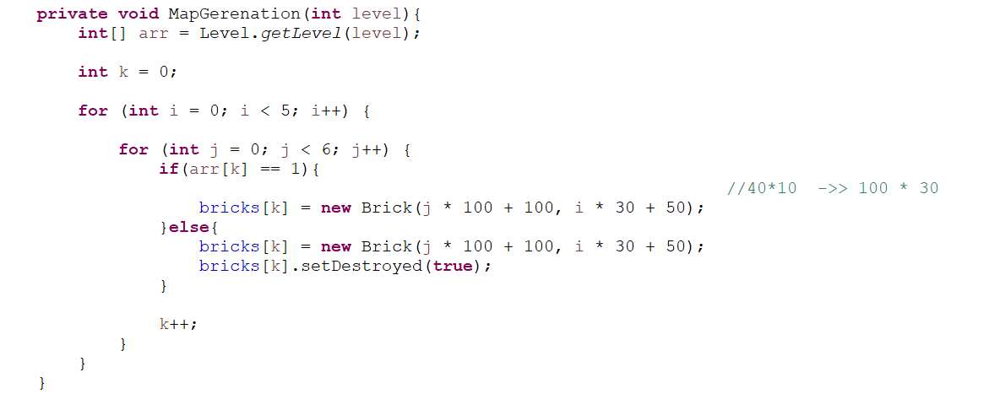 private void MapGerenation(int level){
int[] arr = Level.getLevel(level);
int k = 0;
for (int i = 0; i < 5; i++) {
for (int j = 0; j < 6; j++) {
if(arr[k] == 1){
//40*10  ->> 100 * 30
bricks[k] = new Brick(j * 100 + 100, i * 30 + 50);
}else{
bricks[k] = new Brick(j * 100 + 100, i * 30 + 50);
bricks[k].setDestroyed(true);
}
k++;
}
}
}